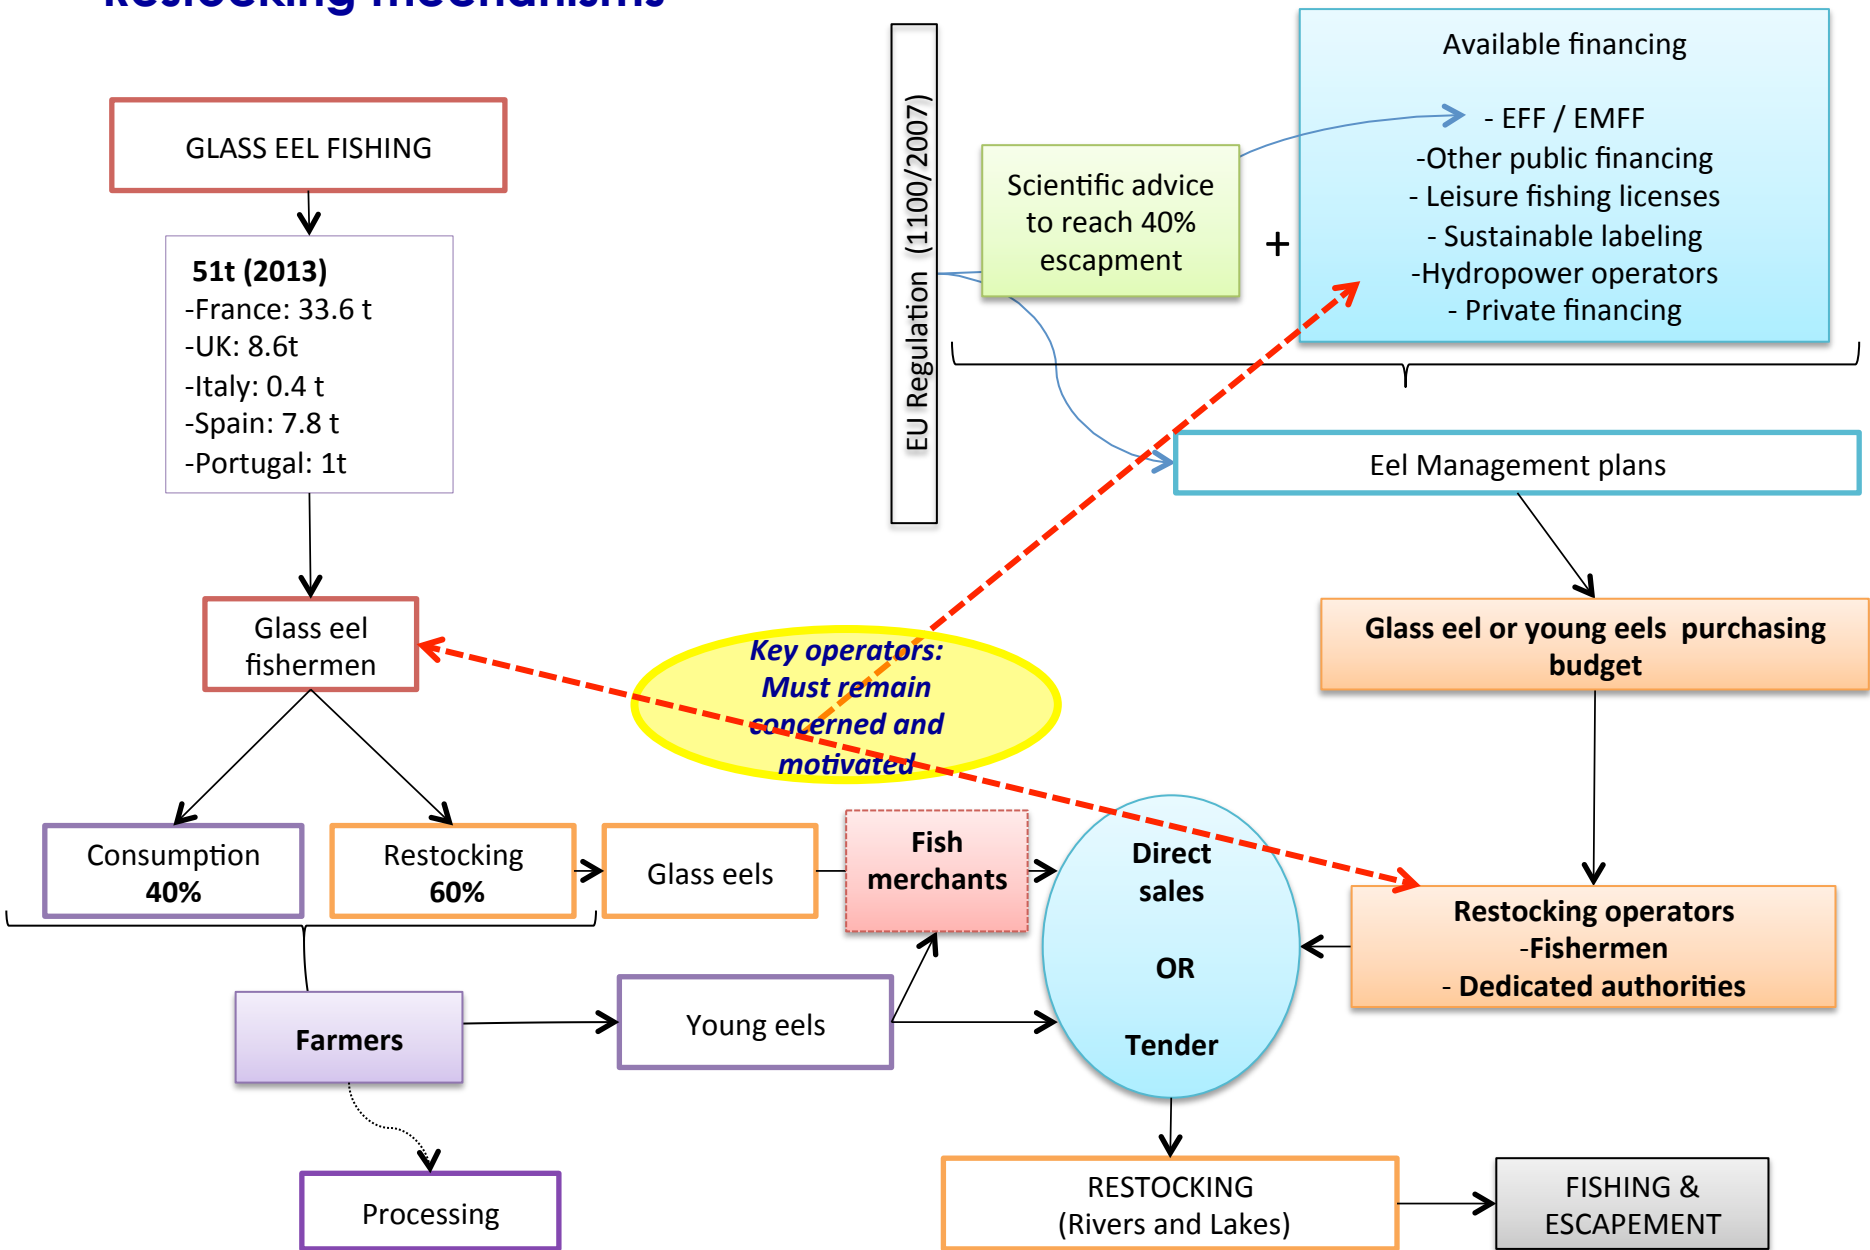 Restocking mechanisms
GLASS EEL FISHING
51t (2013)
-France: 33.6 t
-UK: 8.6t
-Italy: 0.4 t
-Spain: 7.8 t
-Portugal: 1t
Glass eel
fishermen
Consumption
40%
Restocking
60%
Glass eels
Fish
merchants
Farmers
Young eels
Processing
Key operators:
Must remain
concerned and
motivated
EU Regulation (1100/2007)
Scientific advice
to reach 40%
escapment
+
Available financing
- EFF / EMFF
-Other public financing
- Leisure fishing licenses
- Sustainable labeling
-Hydropower operators
- Private financing
Eel Management plans
Glass eel or young eels purchasing
budget
Restocking operators
-Fishermen
- Dedicated authorities
Direct
sales
OR
Tender
RESTOCKING
(Rivers and Lakes)
FISHING &
ESCAPEMENT